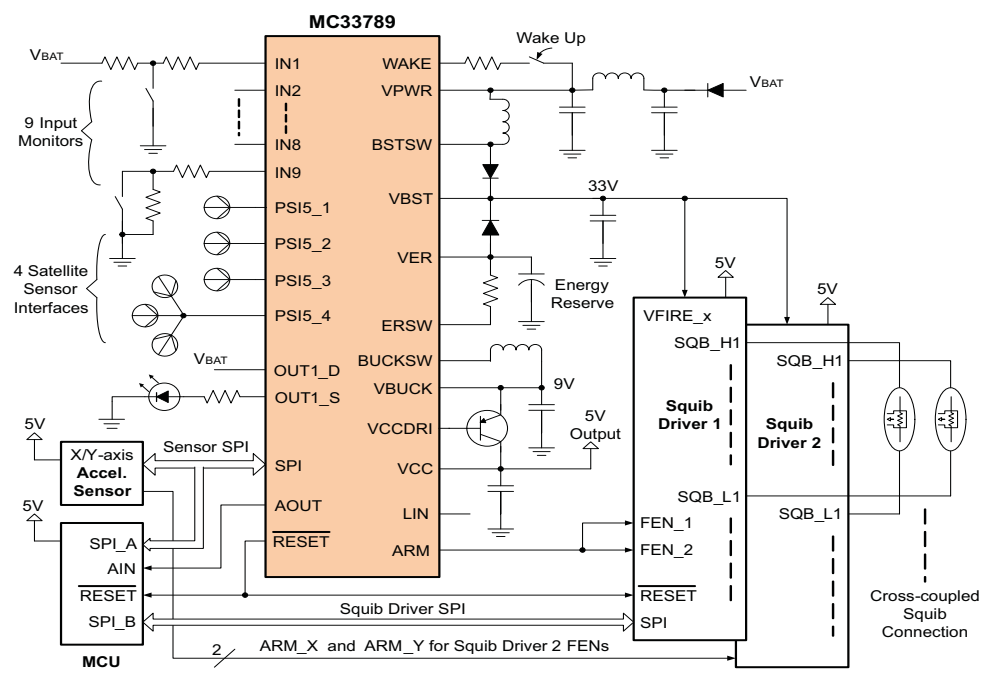 MC33789
VBAT
IN1
IN2
IN8
IN9
9 Input
Monitors
PSI5_1
PSI5_2
PSI5_3
PSI5_4
4 Satellite
Sensor
Interfaces
VBAT
OUT1_D
OUT1_S
SPI
AOUT
RESET
WAKE
VPWR
BSTSW
VBST
VER
ERSW
BUCKSW
VBUCK
VCCDRI
VCC
LIN
ARM
Wake Up
VBAT
33V
Energy
Reserve
9V
5V
Output
5V
X/Y-axis
Accel.
Sensor
Sensor SPI
5V
SPI_A
AIN
RESET
SPI_B
MCU
Squib Driver SPI
2
ARM_X and ARM_Y for Squib Driver 2 FENs
5V
VFIRE_x
SQB_H1
Squib
Driver 1
SQB_L1
FEN_1
FEN_2
RESET
SPI
5V
SQB_H1
Squib
Driver 2
SQB_L1
Cross-coupled
Squib
Connection